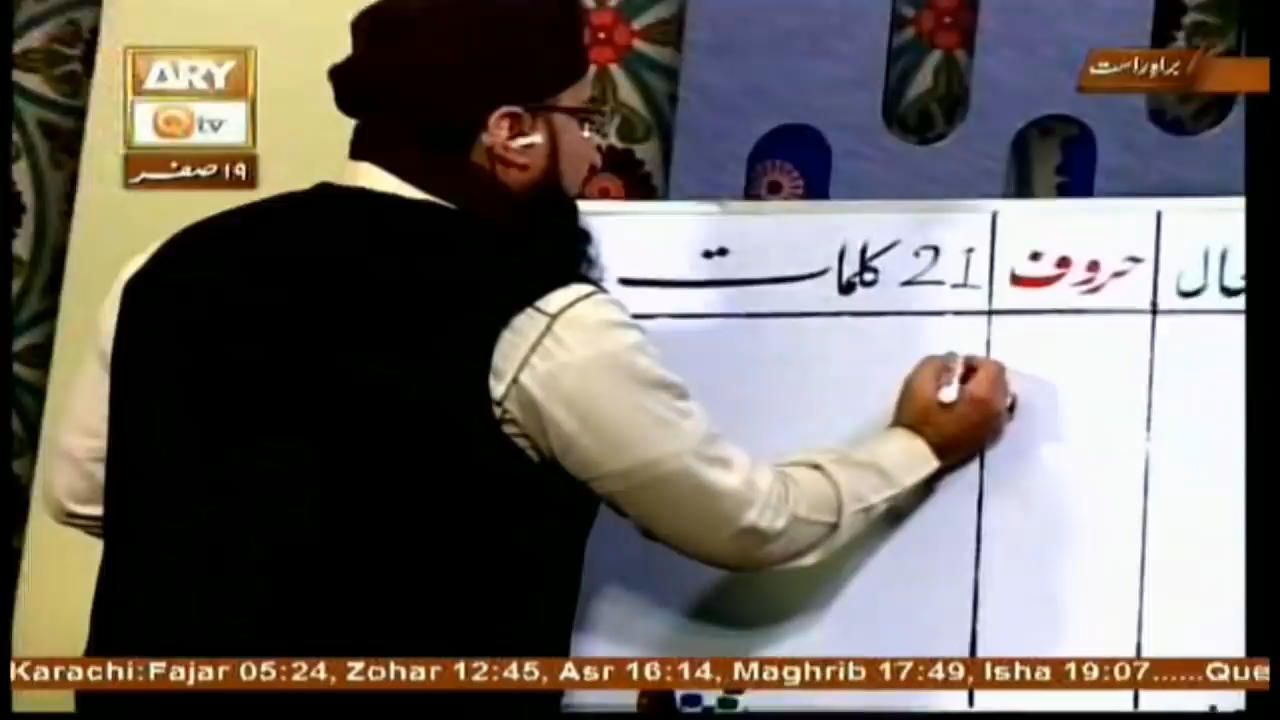 ARY
Qtv
۱۹ صفر
براہ راست
حروف
21 کلمات
Karachi:Fajar 05:24, Zohar 12:45, Asr 16:14, Maghrib 17:49, Isha 19:07......Que